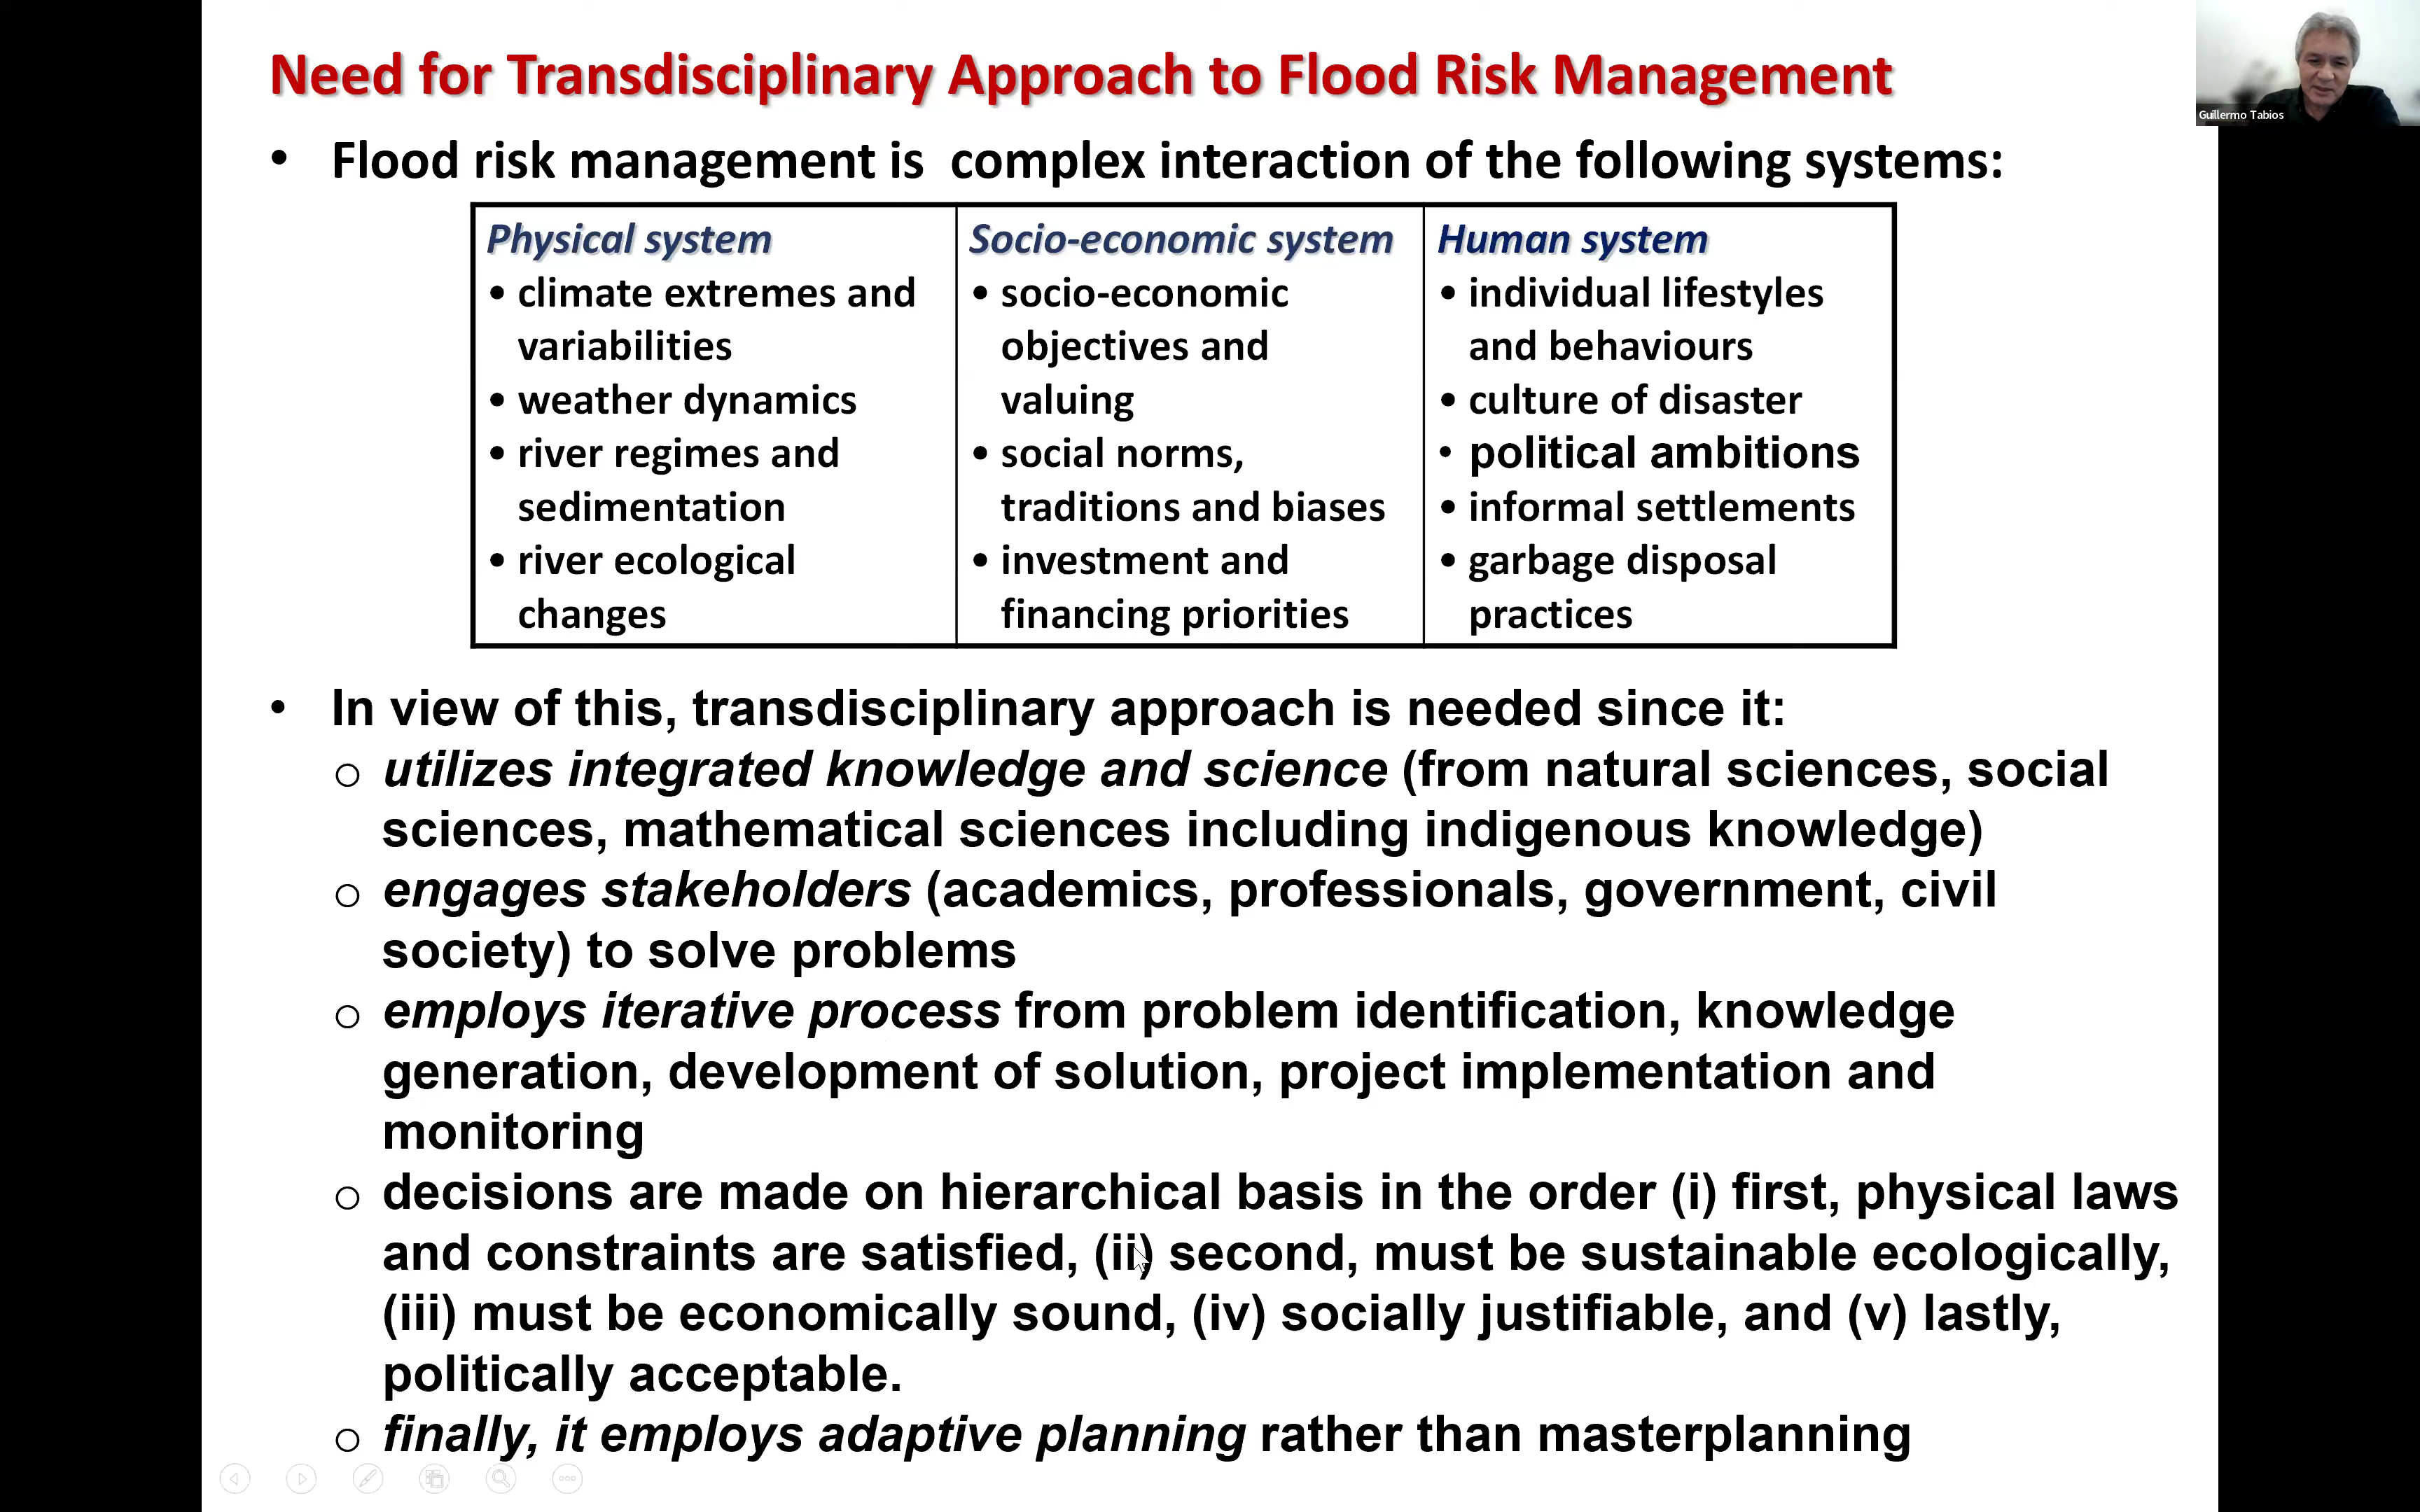 Need for Transdisciplinary Approach to Flood Risk Management
Guillermo Tabios
• Flood risk management is complex interaction of the following systems:
Physical system
• climate extremes and
variabilities
• weather dynamics
• river regimes and
sedimentation
• river ecological
changes
Socio-economic system
• socio-economic
objectives and
valuing
• social norms,
traditions and biases
• investment and
financing priorities
Human system
• individual lifestyles
and behaviours
• culture of disaster
• political ambitions
• informal settlements
• garbage disposal
practices
• In view of this, transdisciplinary approach is needed since it:
o utilizes integrated knowledge and science (from natural sciences, social
sciences, mathematical sciences including indigenous knowledge)
o engages stakeholders (academics, professionals, government, civil
society) to solve problems
o employs iterative process from problem identification, knowledge
generation, development of solution, project implementation and
monitoring
o decisions are made on hierarchical basis in the order (i) first, physical laws
and constraints are satisfied, (ii) second, must be sustainable ecologically,
(iii) must be economically sound, (iv) socially justifiable, and (v) lastly,
politically acceptable.
o finally, it employs adaptive planning rather than masterplanning